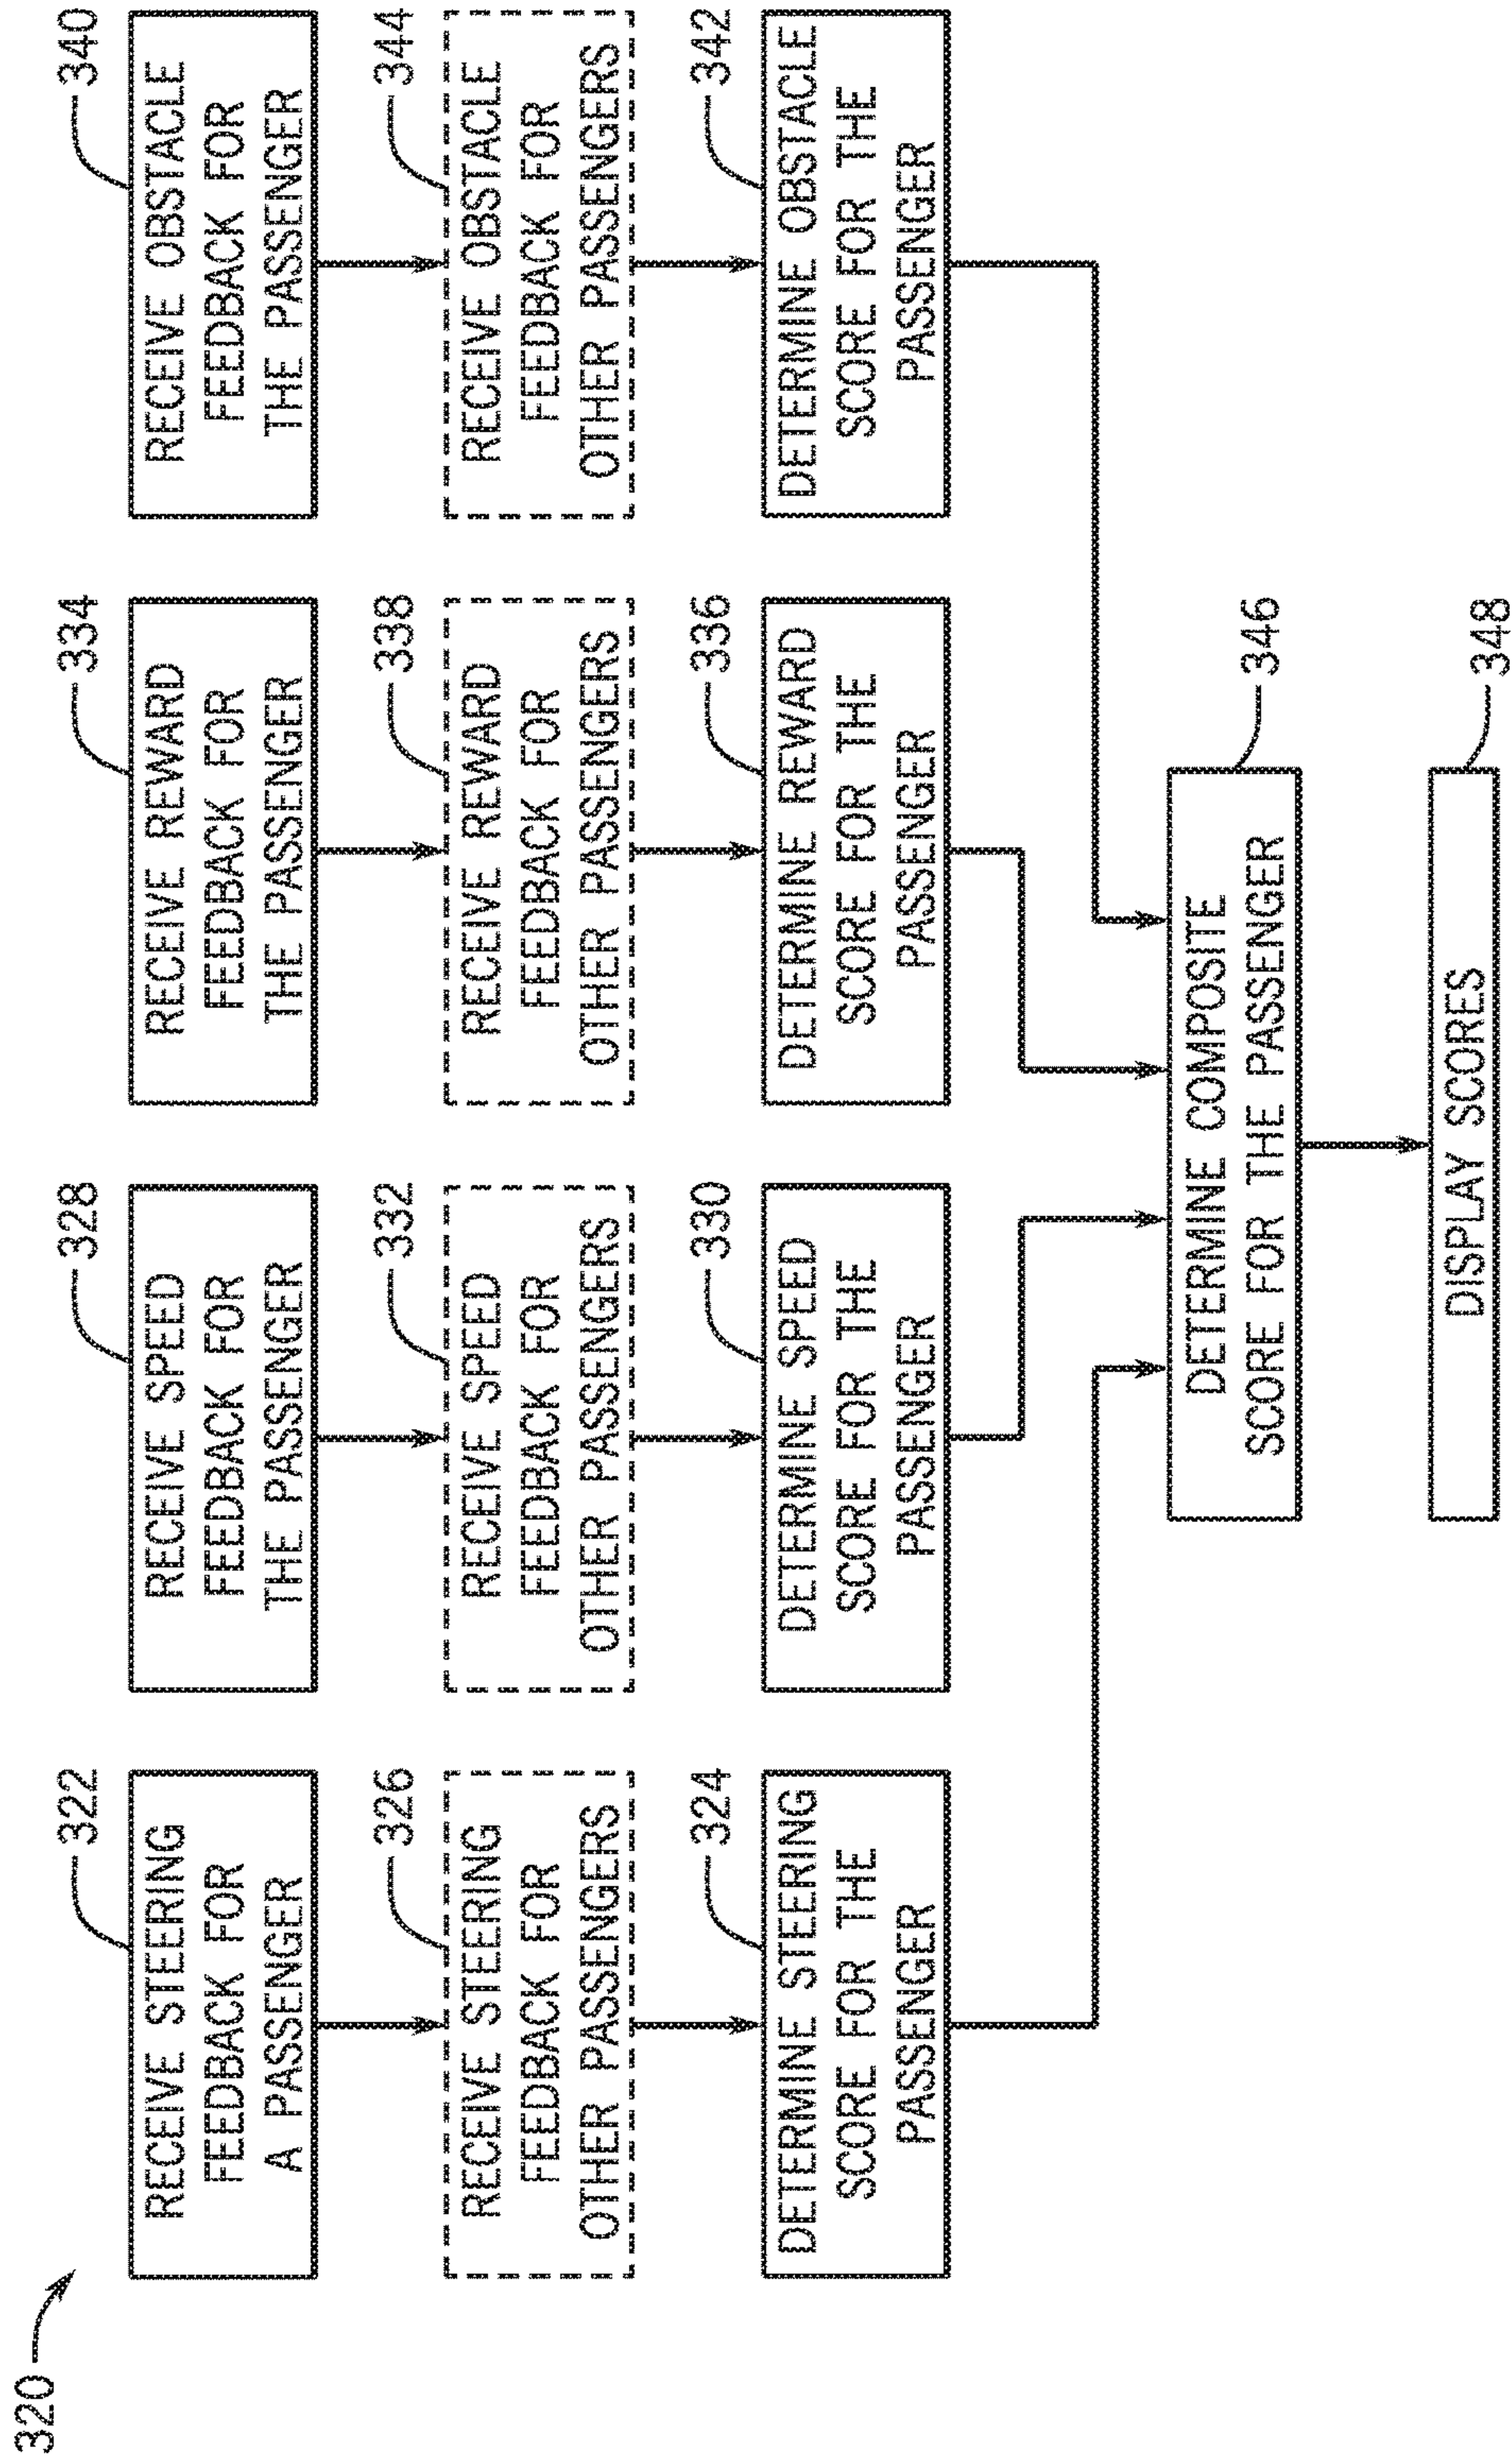 320
322
RECEIVE STEERING
FEEDBACK FOR
A PASSENGER
328
RECEIVE SPEED
FEEDBACK FOR
THE PASSENGER
334
RECEIVE REWARD
FEEDBACK FOR
THE PASSENGER
340
RECEIVE OBSTACLE
FEEDBACK FOR
THE PASSENGER
326
RECEIVE STEERING
FEEDBACK FOR
OTHER PASSENGERS
332
RECEIVE SPEED
FEEDBACK FOR
OTHER PASSENGERS
338
RECEIVE REWARD
FEEDBACK FOR
OTHER PASSENGERS
344
RECEIVE OBSTACLE
FEEDBACK FOR
OTHER PASSENGERS
324
DETERMINE STEERING
SCORE FOR THE
PASSENGER
330
DETERMINE SPEED
SCORE FOR THE
PASSENGER
336
DETERMINE REWARD
SCORE FOR THE
PASSENGER
342
DETERMINE OBSTACLE
SCORE FOR THE
PASSENGER
346
DETERMINE COMPOSITE
SCORE FOR THE PASSENGER
348
DISPLAY SCORES